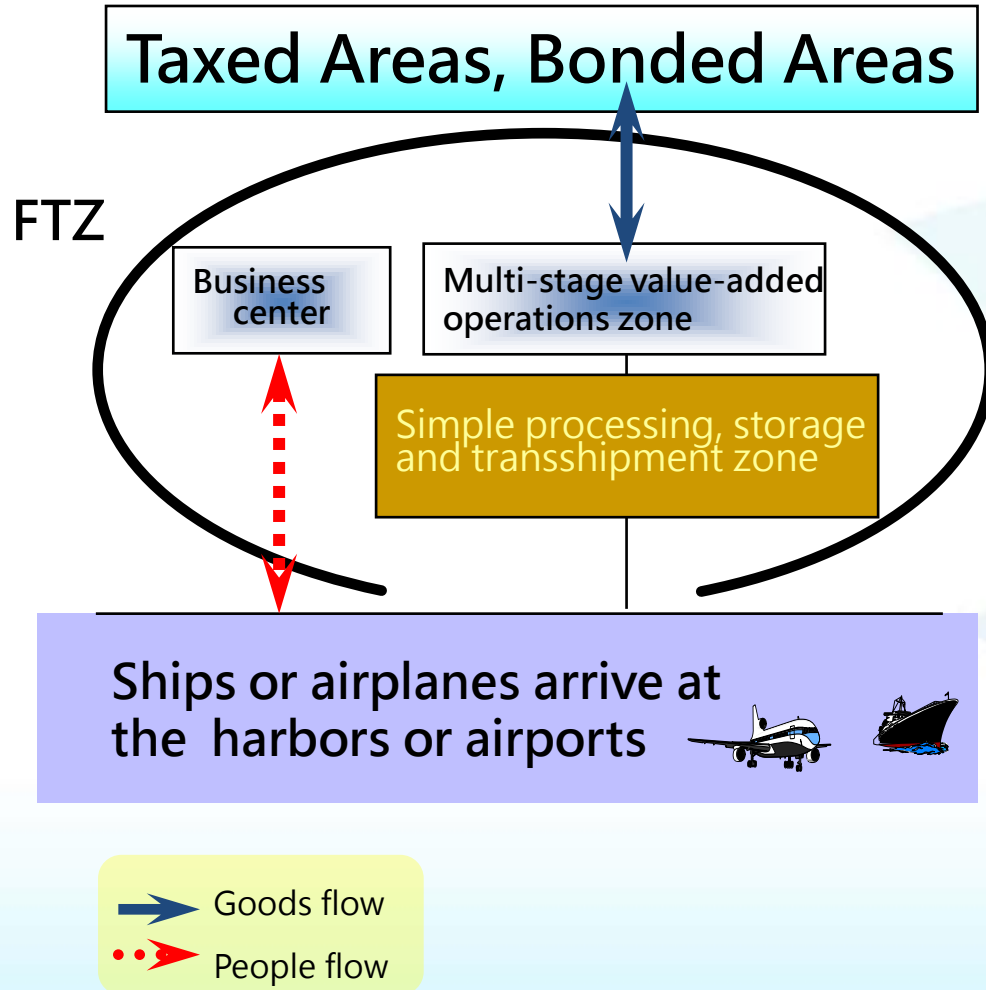 Taxed Areas, Bonded Areas
FTZ
Business
center
Multi-stage value-added
operations zone
Simple processing, storage
and transshipment zone
Ships or airplanes arrive at
the harbors or airports
Goods flow
People flow